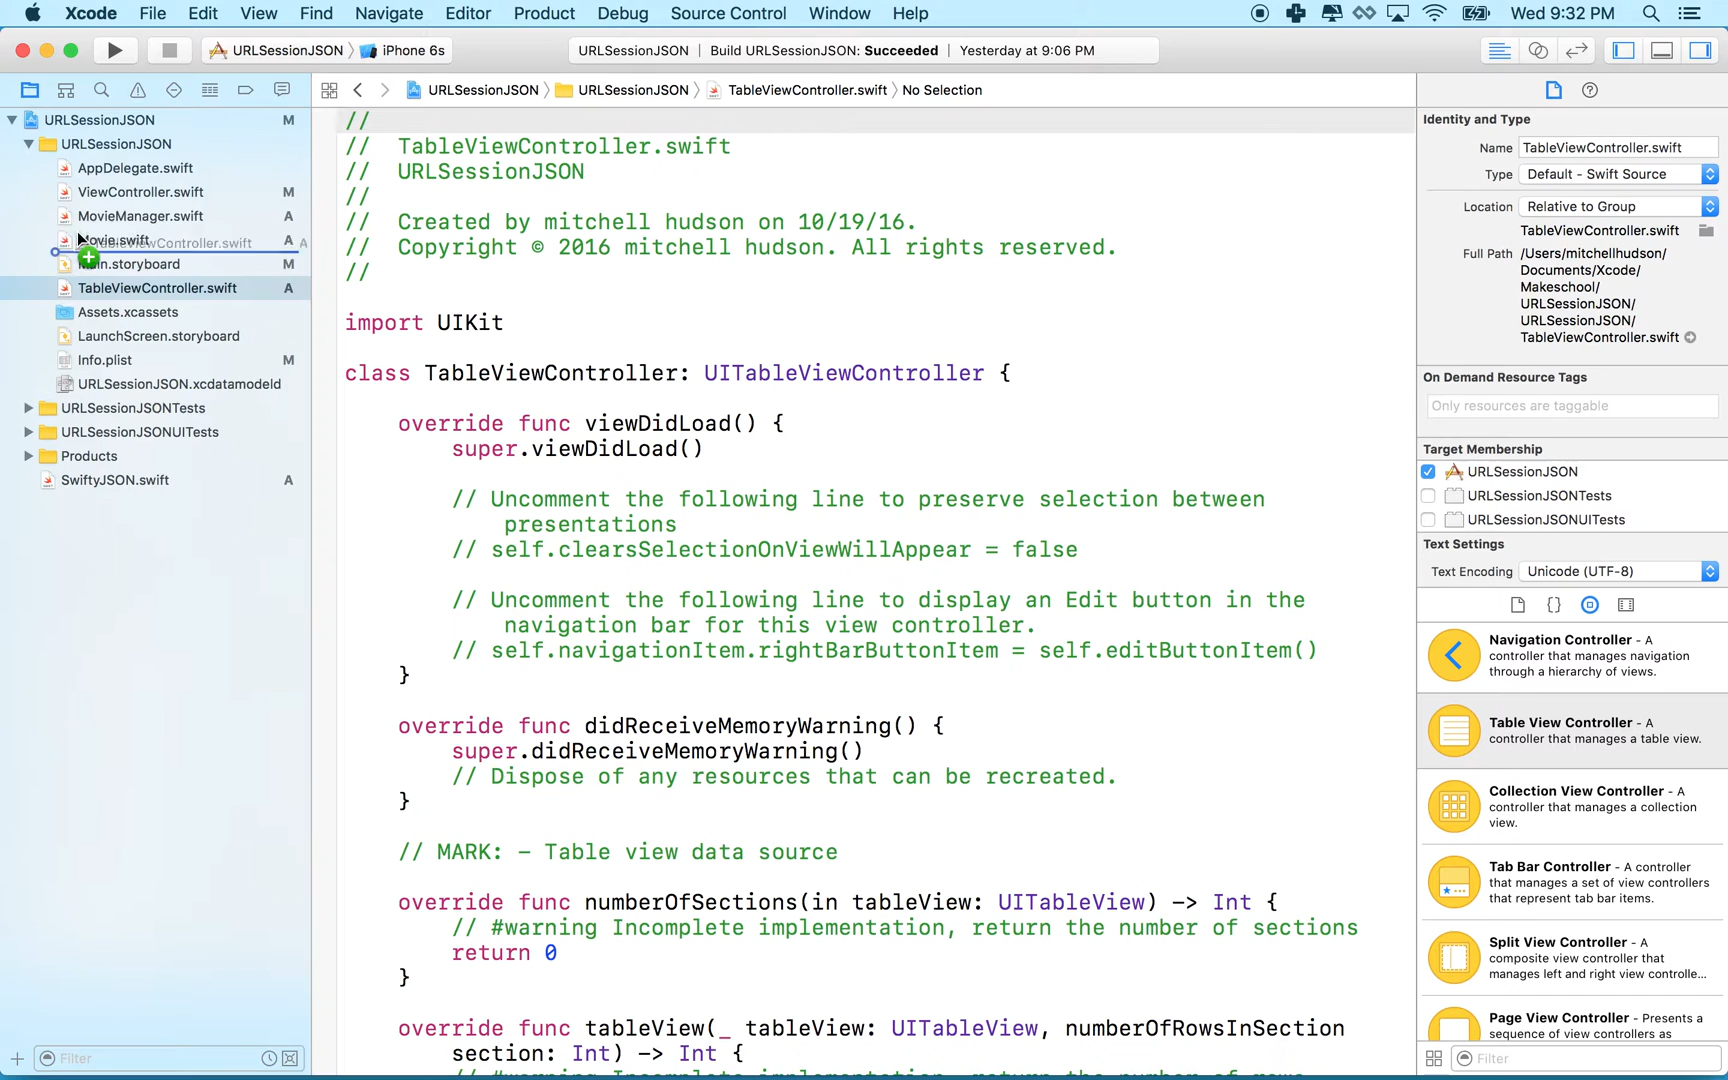 Xcode File Edit View Find Navigate Editor Product Debug Source Control Window Help Wed 9:32 PM
URLSessionJSON iPhone 6s URLSessionJSON Build URLSessionJSON: Succeeded Yesterday at 9:06 PM
URLSessionJSON URLSessionJSON TableViewController.swift No Selection
URLSessionJSON M
URLSessionJSON
AppDelegate.swift
ViewController.swift M
MovieManager.swift A
Movie.swift A
TableViewController.swift A
Main.storyboard M
TableViewController.swift A
Assets.xcassets
LaunchScreen.storyboard
Info.plist M
URLSessionJSON.xcdatamodeld
URLSessionJSONTests
URLSessionJSONUITests
Products
SwiftyJSON.swift A
Filter
//
// TableViewController.swift
// URLSessionJSON
//
// Created by mitchell hudson on 10/19/16.
// Copyright © 2016 mitchell hudson. All rights reserved.
//
import UIKit
class TableViewController: UITableViewController {
override func viewDidLoad() {
super.viewDidLoad()
// Uncomment the following line to preserve selection between
presentations
// self.clearsSelectionOnViewWillAppear = false
// Uncomment the following line to display an Edit button in the
navigation bar for this view controller.
// self.navigationItem.rightBarButtonItem = self.editButtonItem()
}
override func didReceiveMemoryWarning() {
super.didReceiveMemoryWarning()
// Dispose of any resources that can be recreated.
}
// MARK: - Table view data source
override func numberOfSections(in tableView: UITableView) -> Int {
// #warning Incomplete implementation, return the number of sections
return 0
}
override func tableView(_ tableView: UITableView, numberOfRowsInSection
section: Int) -> Int {
// #warning Incomplete implementation, return the number of rows
Identity and Type
Name TableViewController.swift
Type Default - Swift Source
Location Relative to Group
TableViewController.swift
Full Path /Users/mitchellhudson/
Documents/Xcode/
Makeschool/
URLSessionJSON/
URLSessionJSON/
TableViewController.swift
On Demand Resource Tags
Only resources are taggable
Target Membership
URLSessionJSON
URLSessionJSONTests
URLSessionJSONUITests
Text Settings
Text Encoding Unicode (UTF-8)
{}
Navigation Controller - A
controller that manages navigation
through a hierarchy of views.
Table View Controller - A
controller that manages a table view.
Collection View Controller - A
controller that manages a collection
view.
Tab Bar Controller - A controller
that manages a set of view controllers
that represent tab bar items.
Split View Controller - A
composite view controller that
manages left and right view controlle...
Page View Controller - Presents a
sequence of view controllers as
Filter